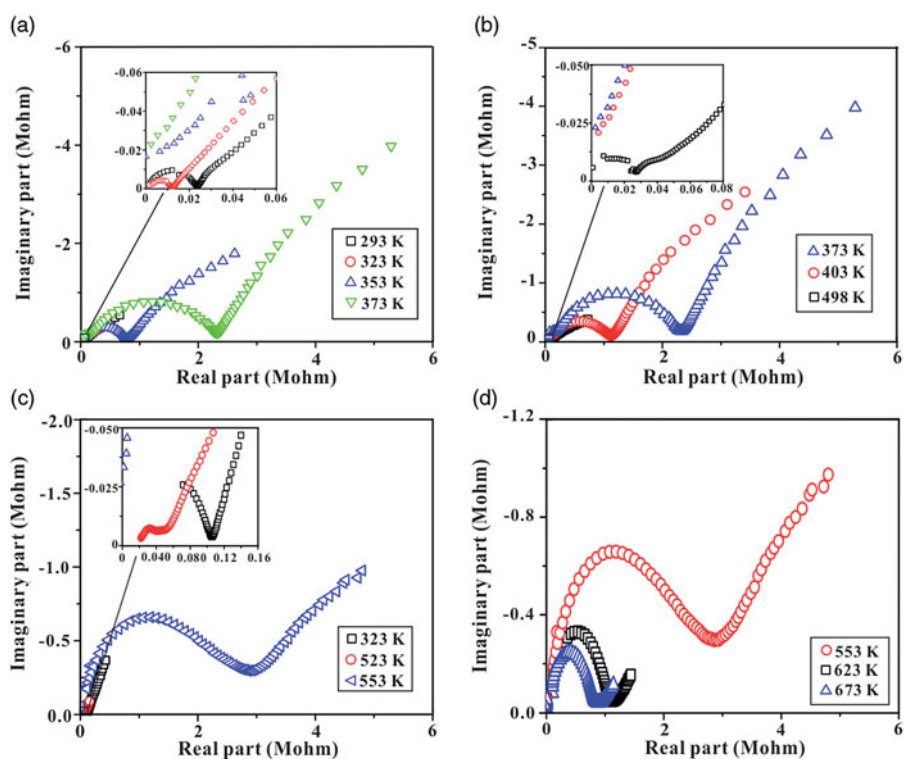 (a)
-6
-4
-2
0
0
2
4
6
Imaginary part (Mohm)
Real part (Mohm)
-0.06
-0.04
-0.02
0
0
0.02
0.04
0.06
293 K
323 K
353 K
373 K
(b)
-5
-4
-3
-2
-1
0
0
2
4
6
Imaginary part (Mohm)
Real part (Mohm)
-0.050
-0.025
0
0
0.02
0.04
0.06
0.08
373 K
403 K
498 K
(c)
-2.0
-1.5
-1.0
-0.5
0.0
0
2
4
6
Imaginary part (Mohm)
Real part (Mohm)
-0.050
-0.025
0
0
0.040
0.080
0.12
0.16
323 K
523 K
553 K
(d)
-1.2
-0.8
-0.4
0.0
0
2
4
6
Imaginary part (Mohm)
Real part (Mohm)
553 K
623 K
673 K